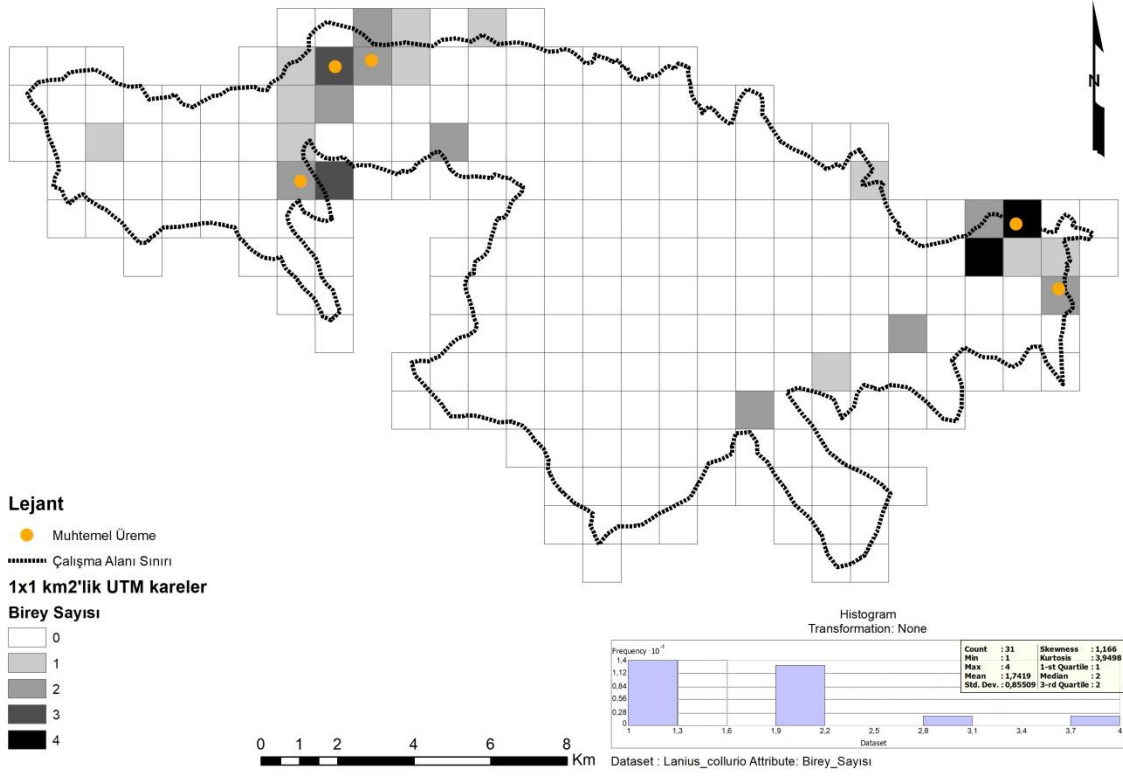 N
Lejant
Muhtemel Üreme
Çalışma Alanı Sınırı
1x1 km2'lik UTM kareler
Birey Sayısı
0
1
2
3
4
0 1 2 4 6 8
Km
Histogram
Transformation: None
Frequency · 10⁻¹
1,4
1,12
0,84
0,56
0,28
0
1 1,3 1,6 1,9 2,2 2,5 2,8 3,1 3,4 3,7 4
Dataset
Count : 31 Skewness : 1,166
Min : 1 Kurtosis : 3,9498
Max : 4 1-st Quartile : 1
Mean : 1,7419 Median : 2
Std. Dev. : 0,85509 3-rd Quartile : 2
Dataset : Lanius_collurio Attribute: Birey_Sayısı